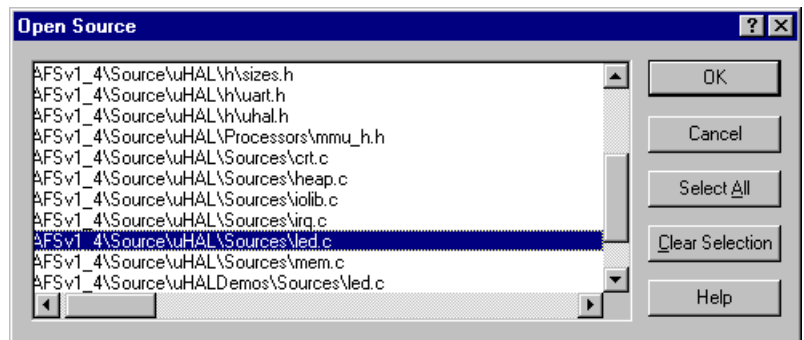 Open Source
AFSv1_4\Source\uHAL\h\sizes.h
AFSv1_4\Source\uHAL\h\uart.h
AFSv1_4\Source\uHAL\h\uhal.h
AFSv1_4\Source\uHAL\Processors\mmu_h.h
AFSv1_4\Source\uHAL\Sources\crt.c
AFSv1_4\Source\uHAL\Sources\heap.c
AFSv1_4\Source\uHAL\Sources\iolib.c
AFSv1_4\Source\uHAL\Sources\irq.c
AFSv1_4\Source\uHAL\Sources\led.c
AFSv1_4\Source\uHAL\Sources\mem.c
AFSv1_4\Source\uHALDemos\Sources\led.c
OK
Cancel
Select All
Clear Selection
Help